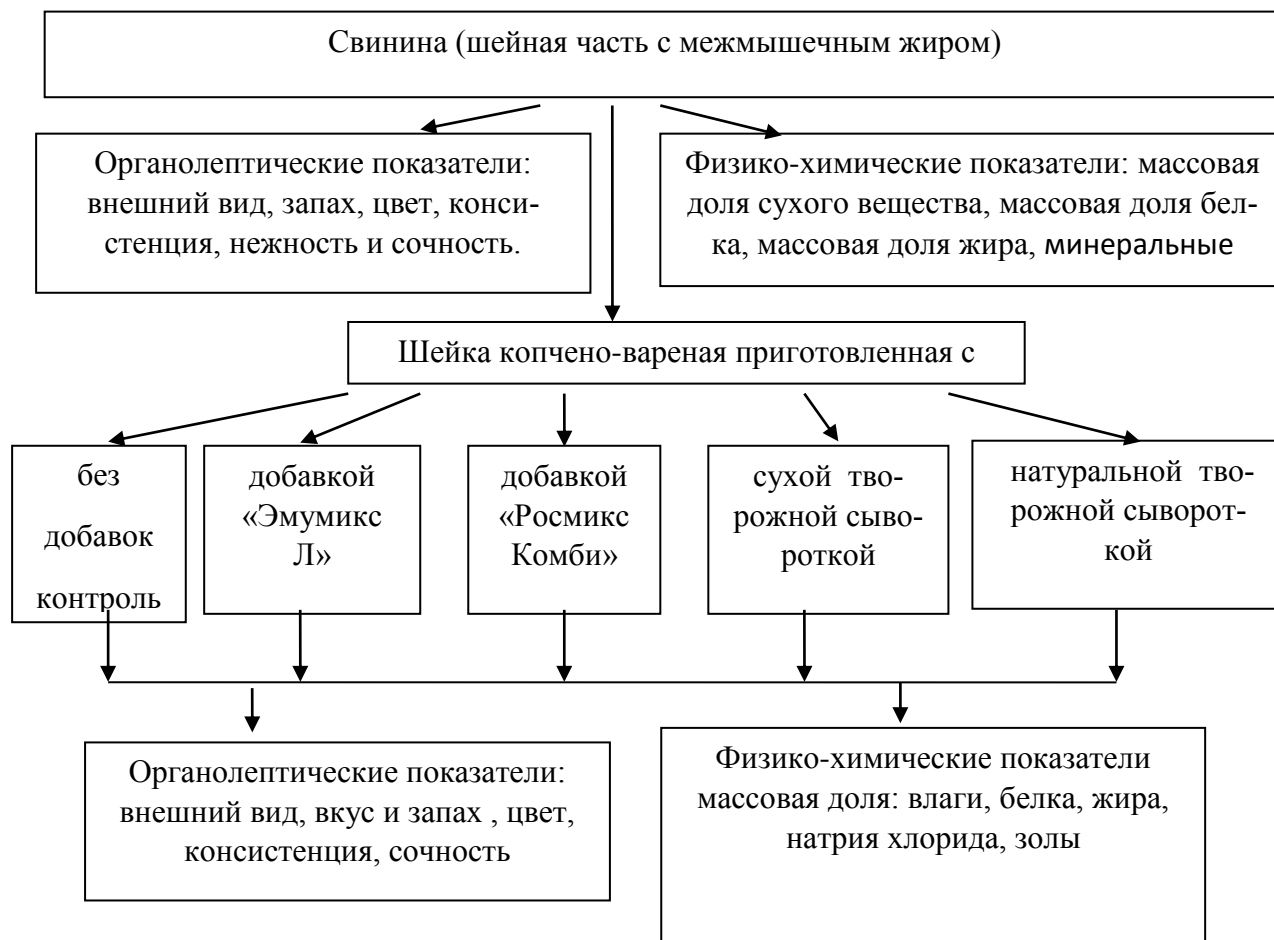 Свинина (шейная часть с межмышечным жиром)
Органолептические показатели:
внешний вид, запах, цвет, конси-
стенция, нежность и сочность.
Физико-химические показатели: массовая
доля сухого вещества, массовая доля бел-
ка, массовая доля жира, минеральные
Шейка копчено-вареная приготовленная с
без
добавок
контроль
добавкой
«Эмумикс
Л»
добавкой
«Росмикс
Комби»
сухой тво-
рожной сыво-
роткой
натуральной тво-
рожной сыворот-
кой
Органолептические показатели:
внешний вид, вкус и запах , цвет,
консистенция, сочность
Физико-химические показатели
массовая доля: влаги, белка, жира,
натрия хлорида, золы